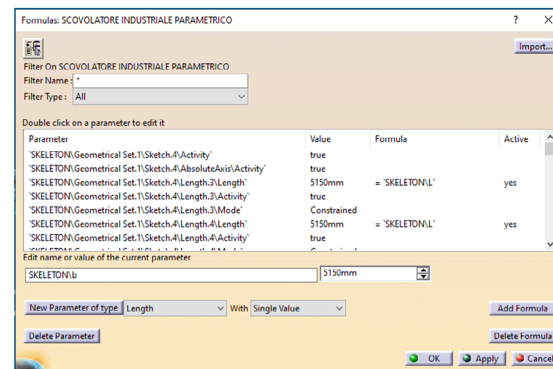 Formulas: SCOVOLATORE INDUSTRIALE PARAMETRICO ? X
Import...
Filter On SCOVOLATORE INDUSTRIALE PARAMETRICO
Filter Name : *
Filter Type : All
Double click on a parameter to edit it
Parameter Value Formula Active
`SKELETON\Geometrical Set.1\Sketch.4\Activity` true
`SKELETON\Geometrical Set.1\Sketch.4\AbsoluteAxis\Activity` true
`SKELETON\Geometrical Set.1\Sketch.4\Length.3\Length` 5150mm = `SKELETON\L` yes
`SKELETON\Geometrical Set.1\Sketch.4\Length.3\Activity` true
`SKELETON\Geometrical Set.1\Sketch.4\Length.3\Mode` Constrained
`SKELETON\Geometrical Set.1\Sketch.4\Length.4\Length` 5150mm = `SKELETON\L` yes
`SKELETON\Geometrical Set.1\Sketch.4\Length.4\Activity` true
Edit name or value of the current parameter
SKELETON\b 5150mm
New Parameter of type Length With Single Value Add Formula
Delete Parameter Delete Formula
OK Apply Cancel